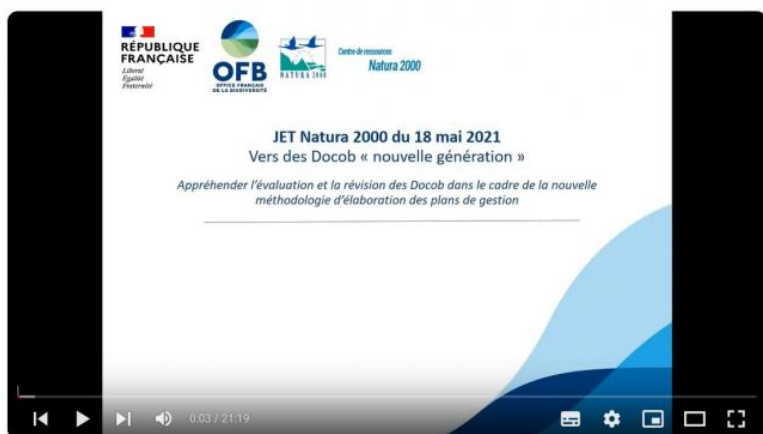 RÉPUBLIQUE
FRANÇAISE
Liberté
Égalité
Fraternité
OFB
OFFICE FRANÇAIS
DE LA BIODIVERSITÉ
NATURA 2000
Centre de ressources
Natura 2000
JET Natura 2000 du 18 mai 2021
Vers des Docob « nouvelle génération »
Appréhender l'évaluation et la révision des Docob dans le cadre de la nouvelle
méthodologie d'élaboration des plans de gestion
0:03 / 21:19